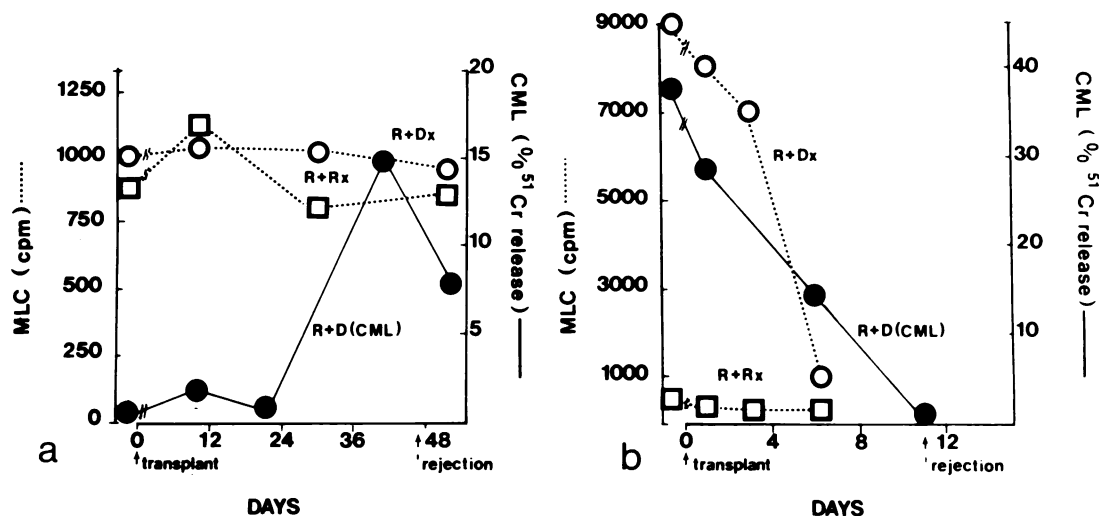 1250
1000
750
500
250
0
MLC (cpm)
20
15
10
5
CML (% ⁵¹Cr release)
R+Dx
R+Rx
R+D(CML)
0 12 24 36 48
transplant
rejection
a
DAYS
9000
7000
5000
3000
1000
MLC (cpm)
40
30
20
10
CML (% ⁵¹Cr release)
R+Dx
R+D(CML)
R+Rx
0 4 8 12
transplant
rejection
b
DAYS